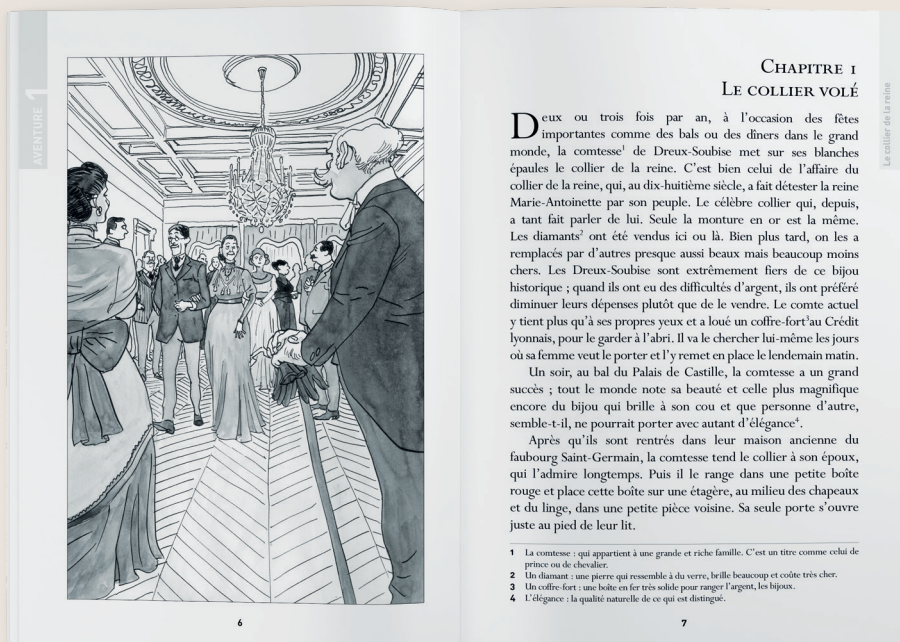 AVENTURE 1
6
CHAPITRE 1
LE COLLIER VOLÉ
Deux ou trois fois par an, à l'occasion des fêtes
importantes comme des bals ou des dîners dans le grand
monde, la comtesse¹ de Dreux-Soubise met sur ses blanches
épaules le collier de la reine. C'est bien celui de l'affaire du
collier de la reine, qui, au dix-huitième siècle, a fait détester la reine
Marie-Antoinette par son peuple. Le célèbre collier qui, depuis,
a tant fait parler de lui. Seule la monture en or est la même.
Les diamants² ont été vendus ici ou là. Bien plus tard, on les a
remplacés par d'autres presque aussi beaux mais beaucoup moins
chers. Les Dreux-Soubise sont extrêmement fiers de ce bijou
historique ; quand ils ont eu des difficultés d'argent, ils ont préféré
diminuer leurs dépenses plutôt que de le vendre. Le comte actuel
y tient plus qu'à ses propres yeux et a loué un coffre-fort³au Crédit
lyonnais, pour le garder à l'abri. Il va le chercher lui-même les jours
où sa femme veut le porter et l'y remet en place le lendemain matin.
Un soir, au bal du Palais de Castille, la comtesse a un grand
succès ; tout le monde note sa beauté et celle plus magnifique
encore du bijou qui brille à son cou et que personne d'autre,
semble-t-il, ne pourrait porter avec autant d'élégance⁴.
Après qu'ils sont rentrés dans leur maison ancienne du
faubourg Saint-Germain, la comtesse tend le collier à son époux,
qui l'admire longtemps. Puis il le range dans une petite boîte
rouge et place cette boîte sur une étagère, au milieu des chapeaux
et du linge, dans une petite pièce voisine. Sa seule porte s'ouvre
juste au pied de leur lit.
1 La comtesse : qui appartient à une grande et riche famille. C'est un titre comme celui de
prince ou de chevalier.
2 Un diamant : une pierre qui ressemble à du verre, brille beaucoup et coûte très cher.
3 Un coffre-fort : une boîte en fer très solide pour ranger l'argent, les bijoux.
4 L'élégance : la qualité naturelle de ce qui est distingué.
7
Le collier de la reine